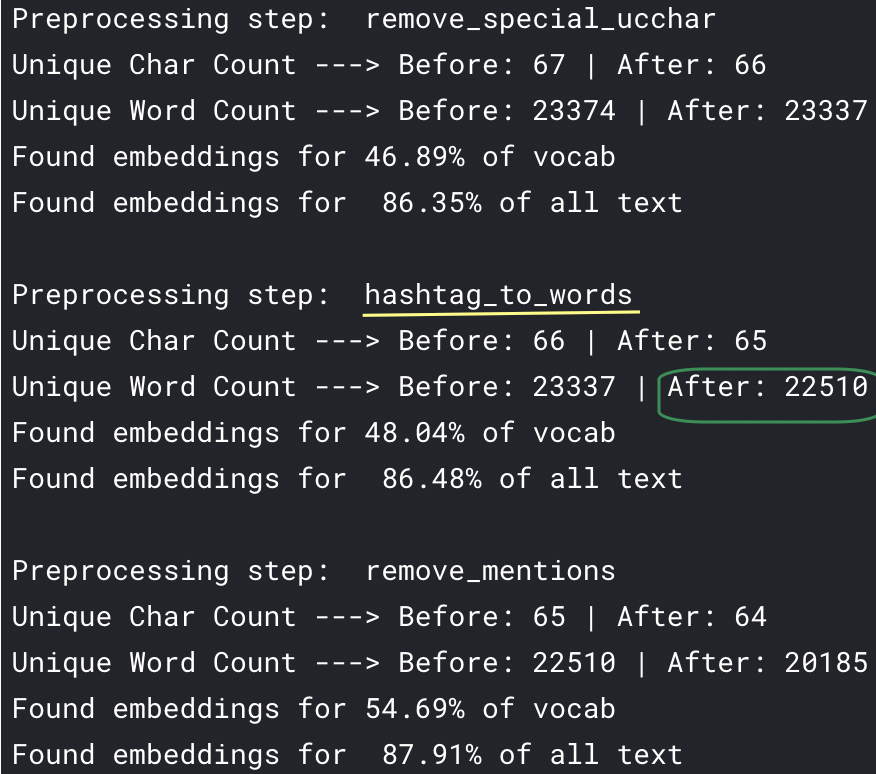 Preprocessing step:  remove_special_ucchar
Unique Char Count ---> Before: 67 | After: 66
Unique Word Count ---> Before: 23374 | After: 23337
Found embeddings for 46.89% of vocab
Found embeddings for  86.35% of all text
Preprocessing step:  hashtag_to_words
Unique Char Count ---> Before: 66 | After: 65
Unique Word Count ---> Before: 23337 | After: 22510
Found embeddings for 48.04% of vocab
Found embeddings for  86.48% of all text
Preprocessing step:  remove_mentions
Unique Char Count ---> Before: 65 | After: 64
Unique Word Count ---> Before: 22510 | After: 20185
Found embeddings for 54.69% of vocab
Found embeddings for  87.91% of all text